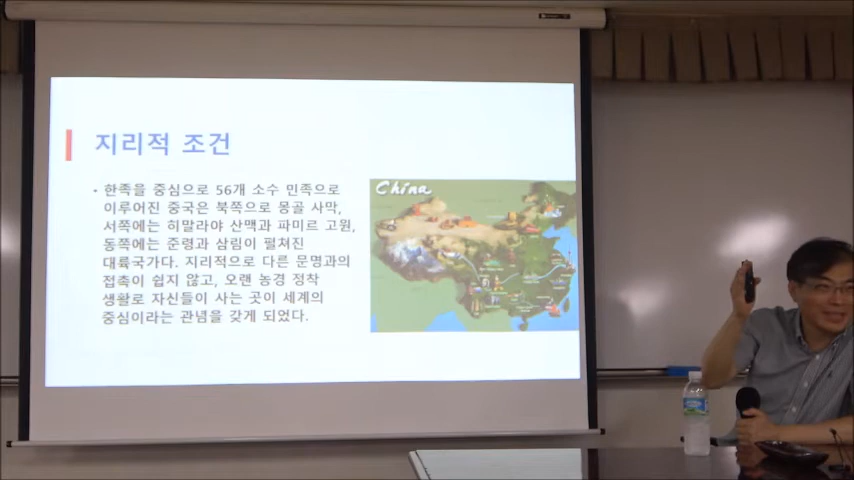 지리적 조건
• 한족을 중심으로 56개 소수 민족으로
이루어진 중국은 북쪽으로 몽골 사막,
서쪽에는 히말라야 산맥과 파미르 고원,
동쪽에는 준령과 삼림이 펼쳐진
대륙국가다. 지리적으로 다른 문명과의
접촉이 쉽지 않고, 오랜 농경 정착
생활로 자신들이 사는 곳이 세계의
중심이라는 관념을 갖게 되었다.
China